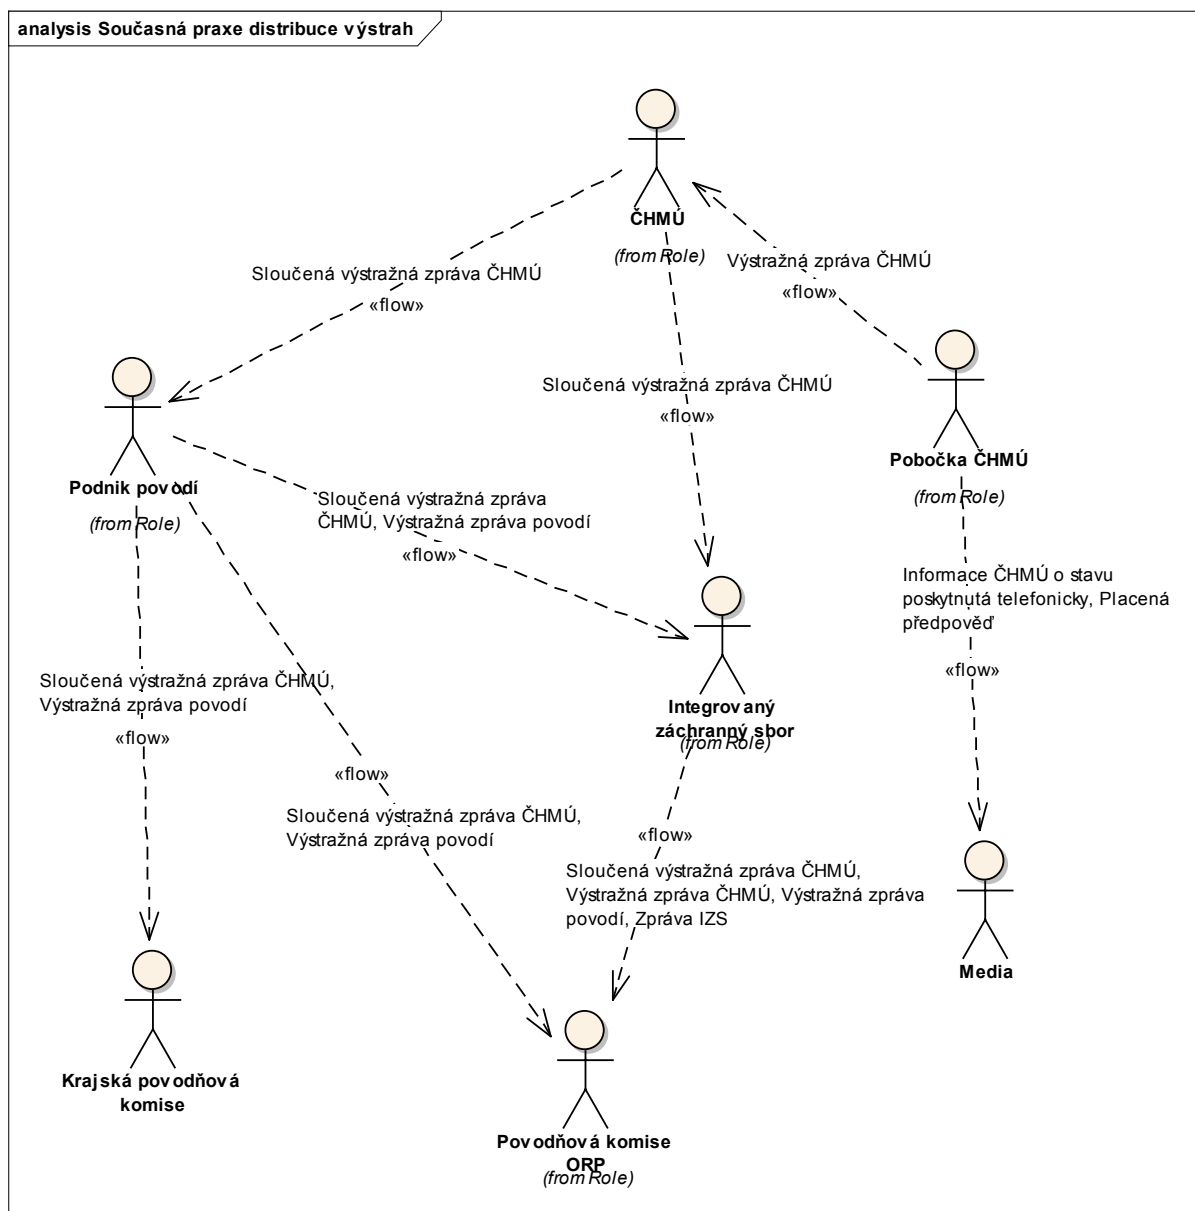 analysis Současná praxe distribuce výstrah
ČHMÚ
(from Role)
Výstražná zpráva ČHMÚ
«flow»
Sloučená výstražná zpráva ČHMÚ
«flow»
Sloučená výstražná zpráva ČHMÚ
«flow»
Podnik povodí
(from Role)
Pobočka ČHMÚ
(from Role)
Sloučená výstražná zpráva
ČHMÚ, Výstražná zpráva povodí
«flow»
Informace ČHMÚ o stavu
poskytnutá telefonicky, Placená
předpověď
«flow»
Sloučená výstražná zpráva ČHMÚ,
Výstražná zpráva povodí
«flow»
Integrovaný
záchranný sbor
(from Role)
«flow»
Sloučená výstražná zpráva ČHMÚ,
Výstražná zpráva povodí
«flow»
Sloučená výstražná zpráva ČHMÚ,
Výstražná zpráva ČHMÚ, Výstražná zpráva
povodí, Zpráva IZS
Media
Krajská povodňová
komise
Povodňová komise
ORP
(from Role)